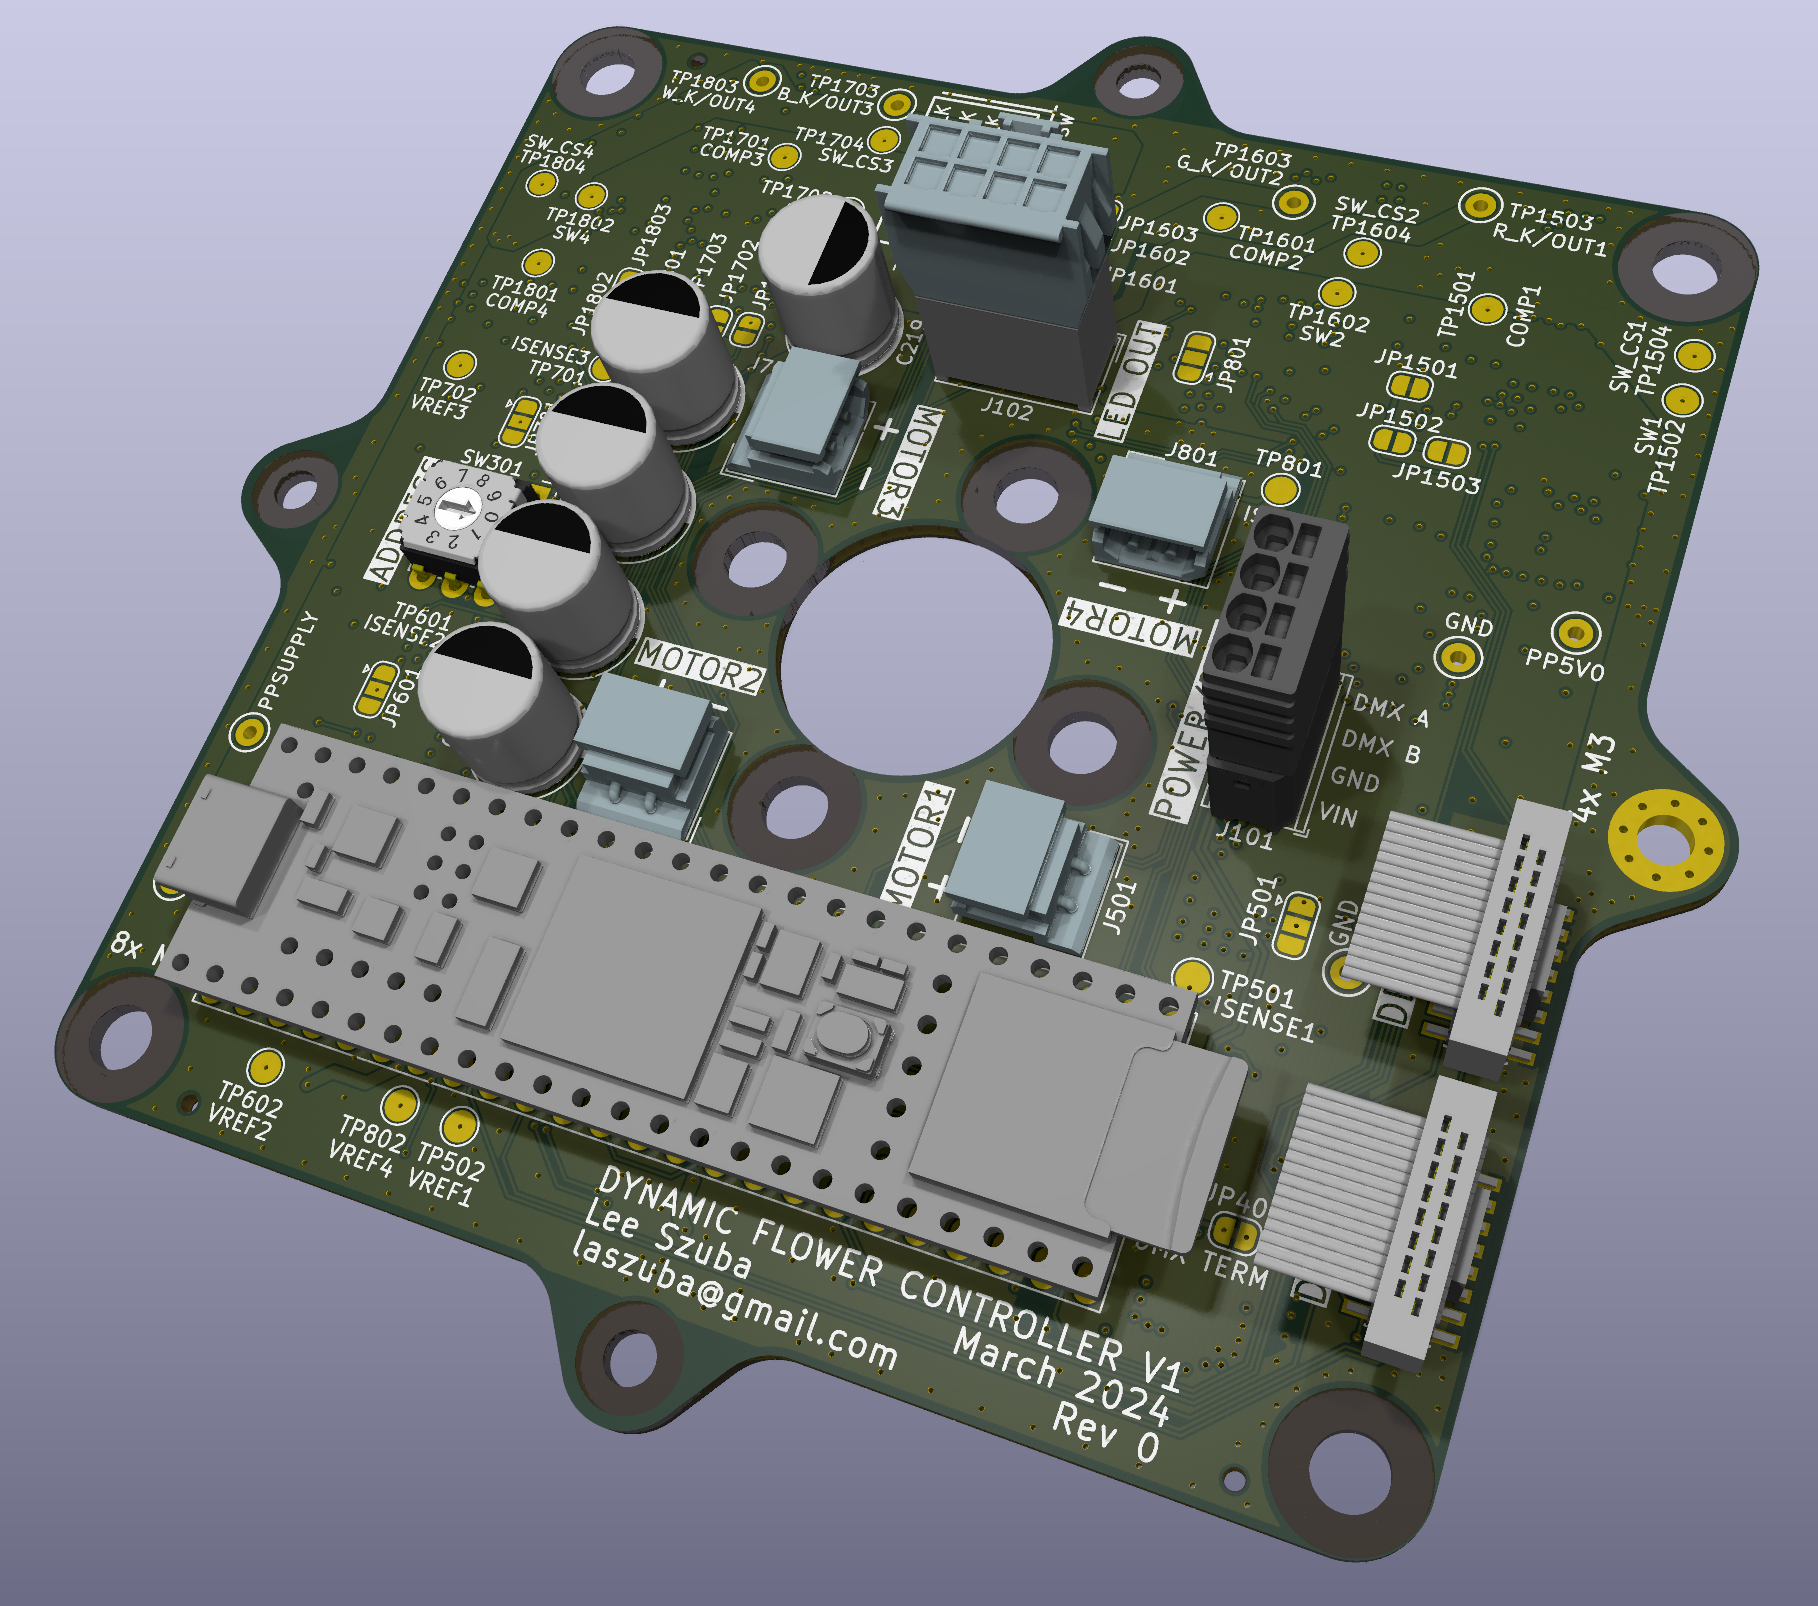 TP1803
W_K/OUT4
TP1703
B_K/OUT3
TP1701
COMP3
TP1704
SW_CS3
SW_CS4
TP1804
TP1802
SW4
TP1801
COMP4
JP1803
JP1802
JP1702
ISENSE3
TP701
TP702
VREF3
SW301
TP601
ISENSE2
JP601
PPSUPPLY
C219
J102
LED OUT
MOTOR3
+
-
TP1603
G_K/OUT2
JP1503
JP1602
TP1601
COMP2
SW_CS2
TP1604
TP1503
R_K/OUT1
TP1602
SW2
TP1501
COMP1
SW_CS1
TP1504
SW1
TP1502
JP801
JP1501
JP1502
JP1503
J801
TP801
MOTOR4
-
+
GND
PP5V0
MOTOR2
POWER
DMX A
DMX B
GND
VIN
J101
4x M3
MOTOR1
+
J501
JP501
GND
TP501
ISENSE1
8x
TP602
VREF2
TP802
VREF4
TP502
VREF1
TERM
DYNAMIC FLOWER CONTROLLER V1
Lee Szuba
laszuba@gmail.com
March 2024
Rev 0